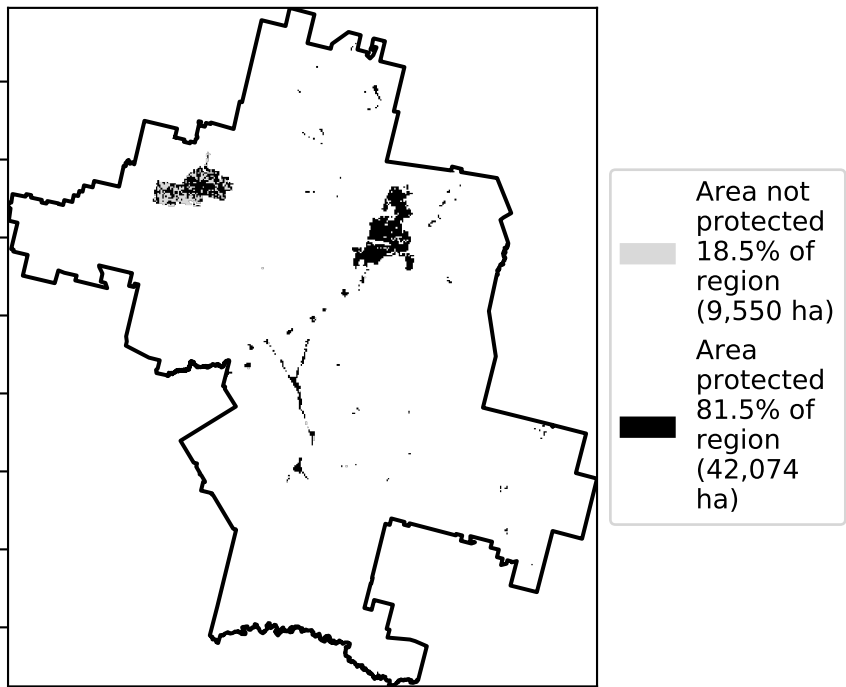 Area not
protected
18.5% of
region
(9,550 ha)
Area
protected
81.5% of
region
(42,074
ha)